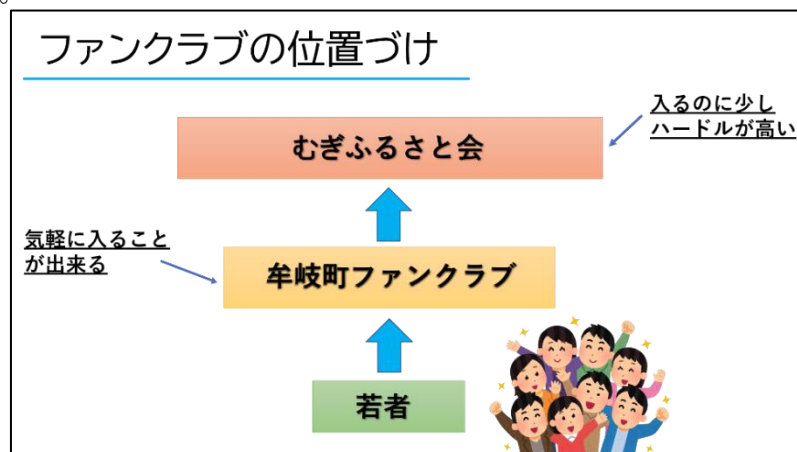 。
ファンクラブの位置づけ
入るのに少し
ハードルが高い
むぎふるさと会
気軽に入ること
が出来る
牟岐町ファンクラブ
若者